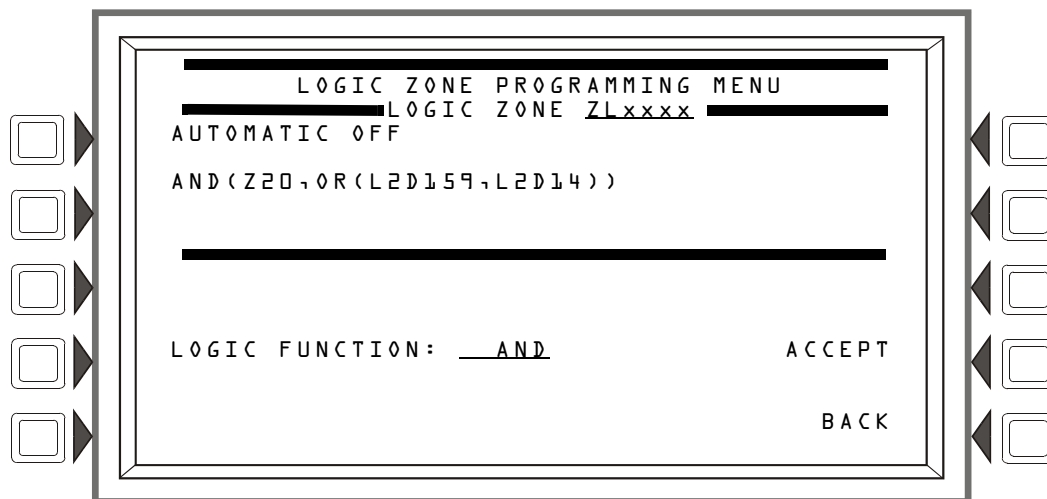 LOGIC ZONE PROGRAMMING MENU
LOGIC ZONE ZLxxxx
AUTOMATIC OFF
AND(Z20,OR(L2D159,L2D14))
LOGIC FUNCTION: AND
ACCEPT
BACK